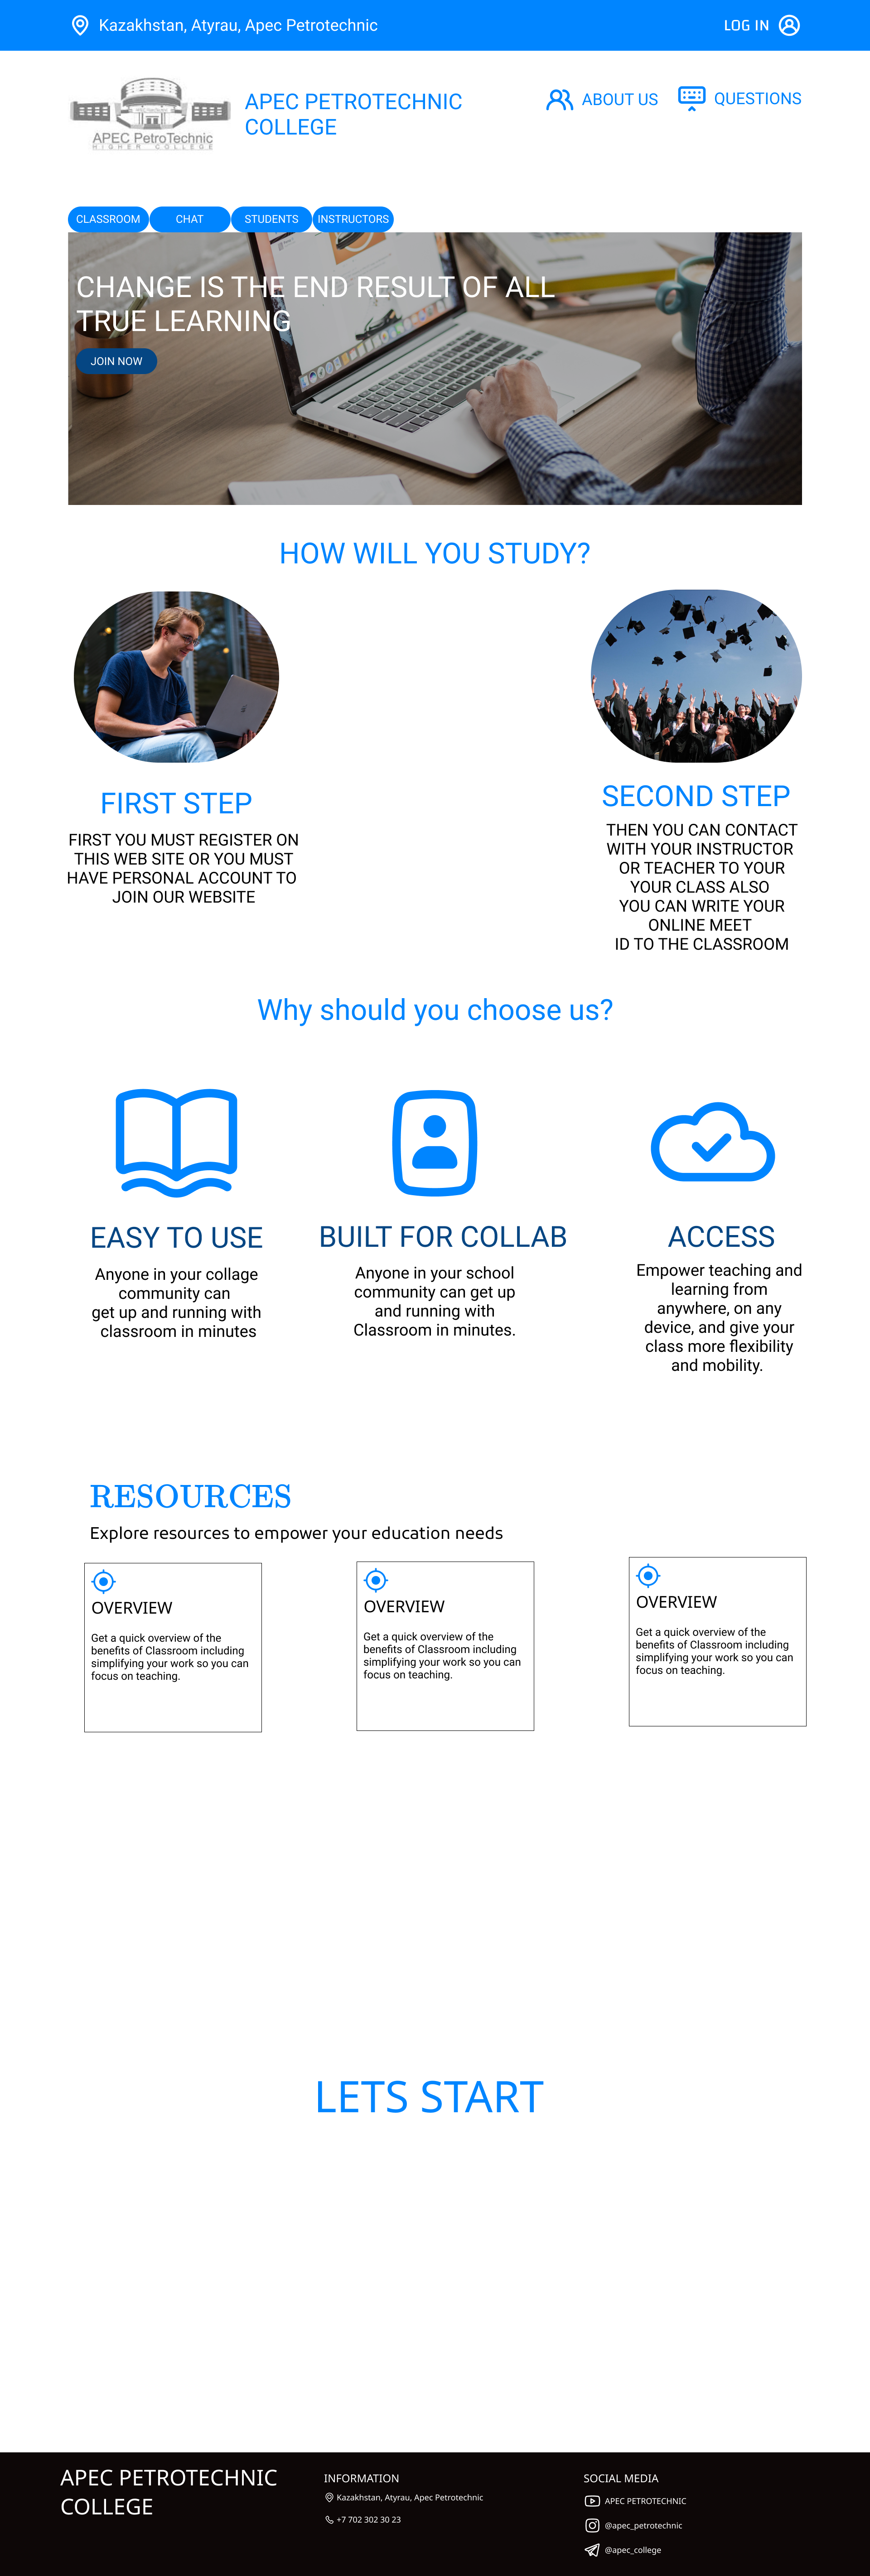 Kazakhstan, Atyrau, Apec Petrotechnic
LOG IN
APEC PetroTechnic
HIGHER COLLEGE
APEC PETROTECHNIC
COLLEGE
ABOUT US
QUESTIONS
CLASSROOM
CHAT
STUDENTS
INSTRUCTORS
CHANGE IS THE END RESULT OF ALL
TRUE LEARNING
JOIN NOW
HOW WILL YOU STUDY?
FIRST STEP
FIRST YOU MUST REGISTER ON
THIS WEB SITE OR YOU MUST
HAVE PERSONAL ACCOUNT TO
JOIN OUR WEBSITE
SECOND STEP
THEN YOU CAN CONTACT
WITH YOUR INSTRUCTOR
OR TEACHER TO YOUR
YOUR CLASS ALSO
YOU CAN WRITE YOUR
ONLINE MEET
ID TO THE CLASSROOM
Why should you choose us?
EASY TO USE
Anyone in your collage
community can
get up and running with
classroom in minutes
BUILT FOR COLLAB
Anyone in your school
community can get up
and running with
Classroom in minutes.
ACCESS
Empower teaching and
learning from
anywhere, on any
device, and give your
class more flexibility
and mobility.
RESOURCES
Explore resources to empower your education needs
OVERVIEW
Get a quick overview of the
benefits of Classroom including
simplifying your work so you can
focus on teaching.
OVERVIEW
Get a quick overview of the
benefits of Classroom including
simplifying your work so you can
focus on teaching.
OVERVIEW
Get a quick overview of the
benefits of Classroom including
simplifying your work so you can
focus on teaching.
LETS START
APEC PETROTECHNIC
COLLEGE
INFORMATION
Kazakhstan, Atyrau, Apec Petrotechnic
+7 702 302 30 23
SOCIAL MEDIA
APEC PETROTECHNIC
@apec_petrotechnic
@apec_college